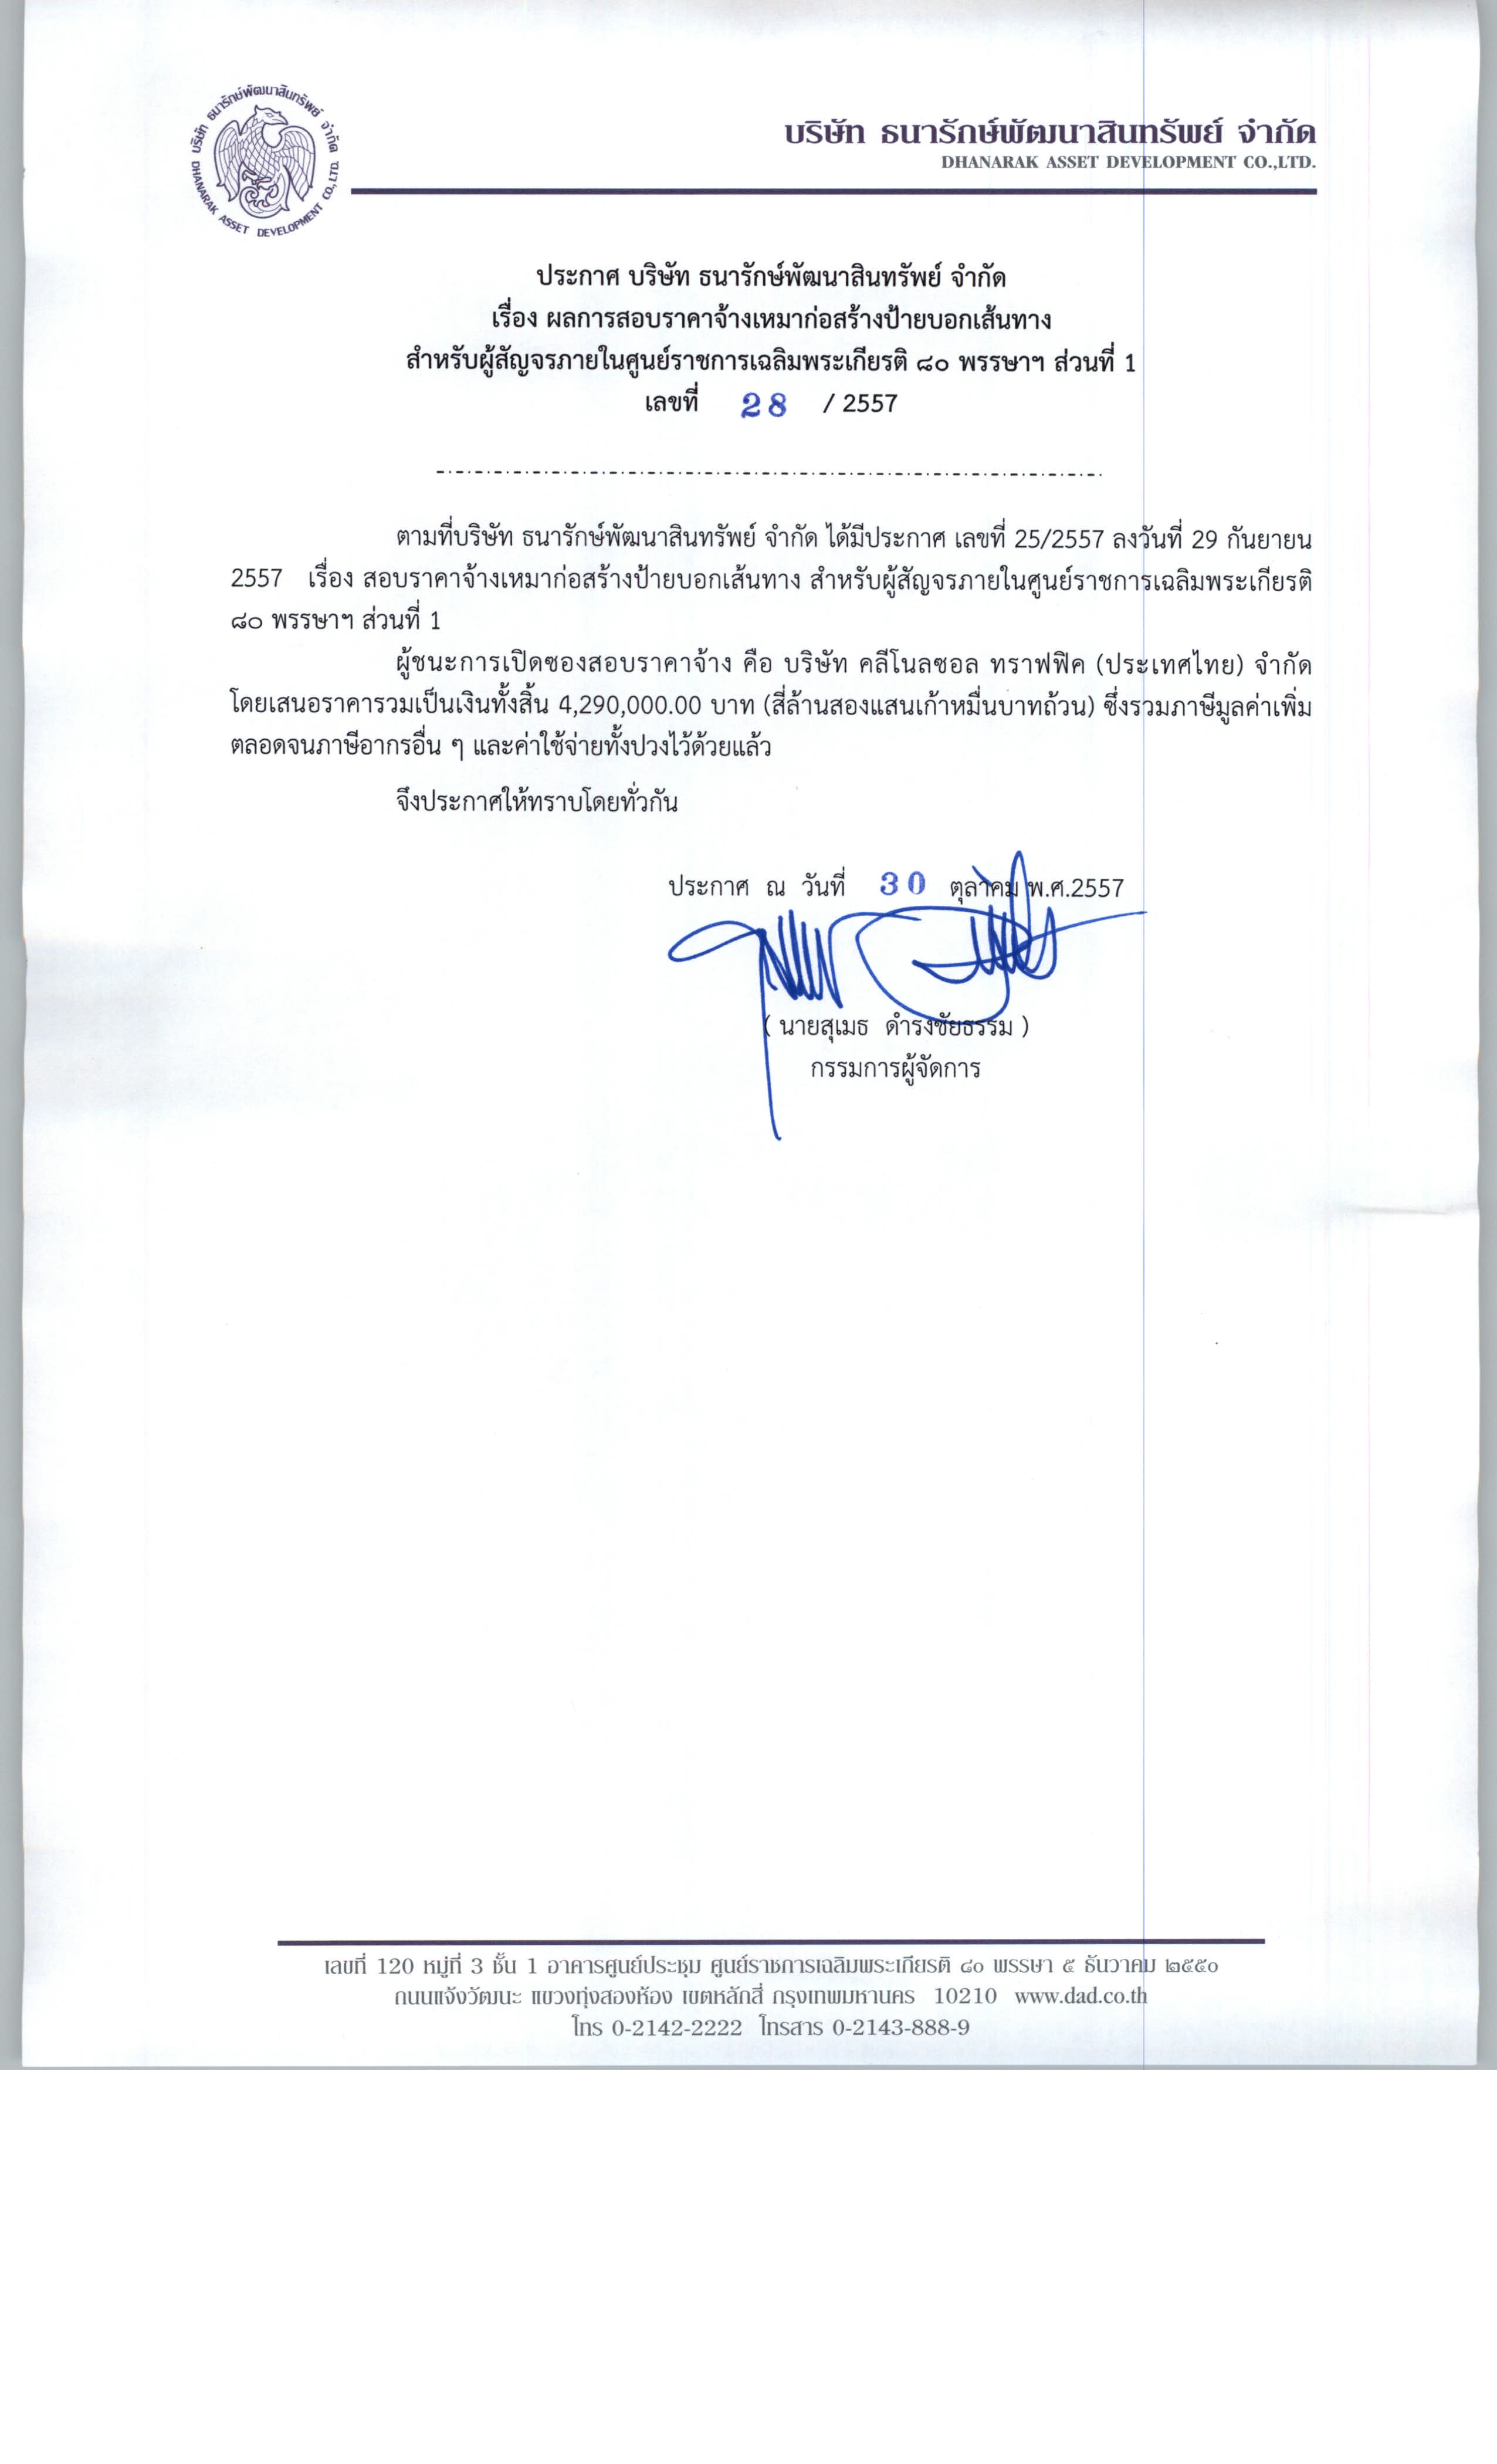 บริษัท ธนารักษ์พัฒนาสินทรัพย์ จำกัด
DHANARAK ASSET DEVELOPMENT CO.,LTD.
บริษัท ธนารักษ์พัฒนาสินทรัพย์ จำกัด
DHANARAK ASSET DEVELOPMENT CO.,LTD.
ประกาศ บริษัท ธนารักษ์พัฒนาสินทรัพย์ จำกัด
เรื่อง ผลการสอบราคาจ้างเหมาก่อสร้างป้ายบอกเส้นทาง
สำหรับผู้สัญจรภายในศูนย์ราชการเฉลิมพระเกียรติ ๘๐ พรรษาฯ ส่วนที่ 1
เลขที่ 28 / 2557
ตามที่บริษัท ธนารักษ์พัฒนาสินทรัพย์ จำกัด ได้มีประกาศ เลขที่ 25/2557 ลงวันที่ 29 กันยายน
2557 เรื่อง สอบราคาจ้างเหมาก่อสร้างป้ายบอกเส้นทาง สำหรับผู้สัญจรภายในศูนย์ราชการเฉลิมพระเกียรติ
๘๐ พรรษาฯ ส่วนที่ 1
ผู้ชนะการเปิดซองสอบราคาจ้าง คือ บริษัท คลีโนลซอล ทราฟฟิค (ประเทศไทย) จำกัด
โดยเสนอราคารวมเป็นเงินทั้งสิ้น 4,290,000.00 บาท (สี่ล้านสองแสนเก้าหมื่นบาทถ้วน) ซึ่งรวมภาษีมูลค่าเพิ่ม
ตลอดจนภาษีอากรอื่น ๆ และค่าใช้จ่ายทั้งปวงไว้ด้วยแล้ว
จึงประกาศให้ทราบโดยทั่วกัน
ประกาศ ณ วันที่ 30 ตุลาคม พ.ศ.2557
( นายสุเมธ ดำรงชัยธรรม )
กรรมการผู้จัดการ
เลขที่ 120 หมู่ที่ 3 ชั้น 1 อาคารศูนย์ประชุม ศูนย์ราชการเฉลิมพระเกียรติ ๘๐ พรรษา ๕ ธันวาคม ๒๕๕๐
ถนนแจ้งวัฒนะ แขวงทุ่งสองห้อง เขตหลักสี่ กรุงเทพมหานคร 10210 www.dad.co.th
โทร 0-2142-2222 โทรสาร 0-2143-888-9